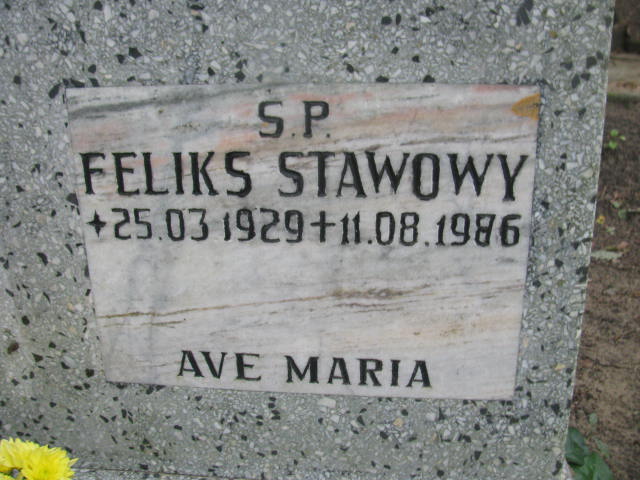 S.P.
FELIKS STAWOWY
+25.03 1929+11.08.1986
AVE MARIA